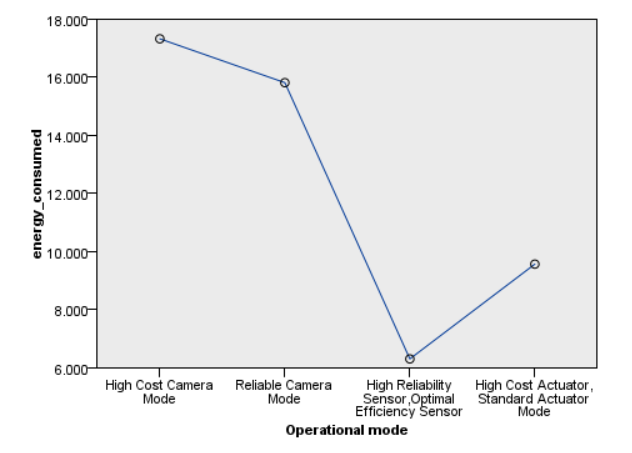 18.000
16.000
14.000
12.000
10.000
8.000
6.000
energy_consumed
High Cost Camera
Mode
Reliable Camera
Mode
High Reliability
Sensor,Optimal
Efficiency Sensor
High Cost Actuator,
Standard Actuator
Mode
Operational mode